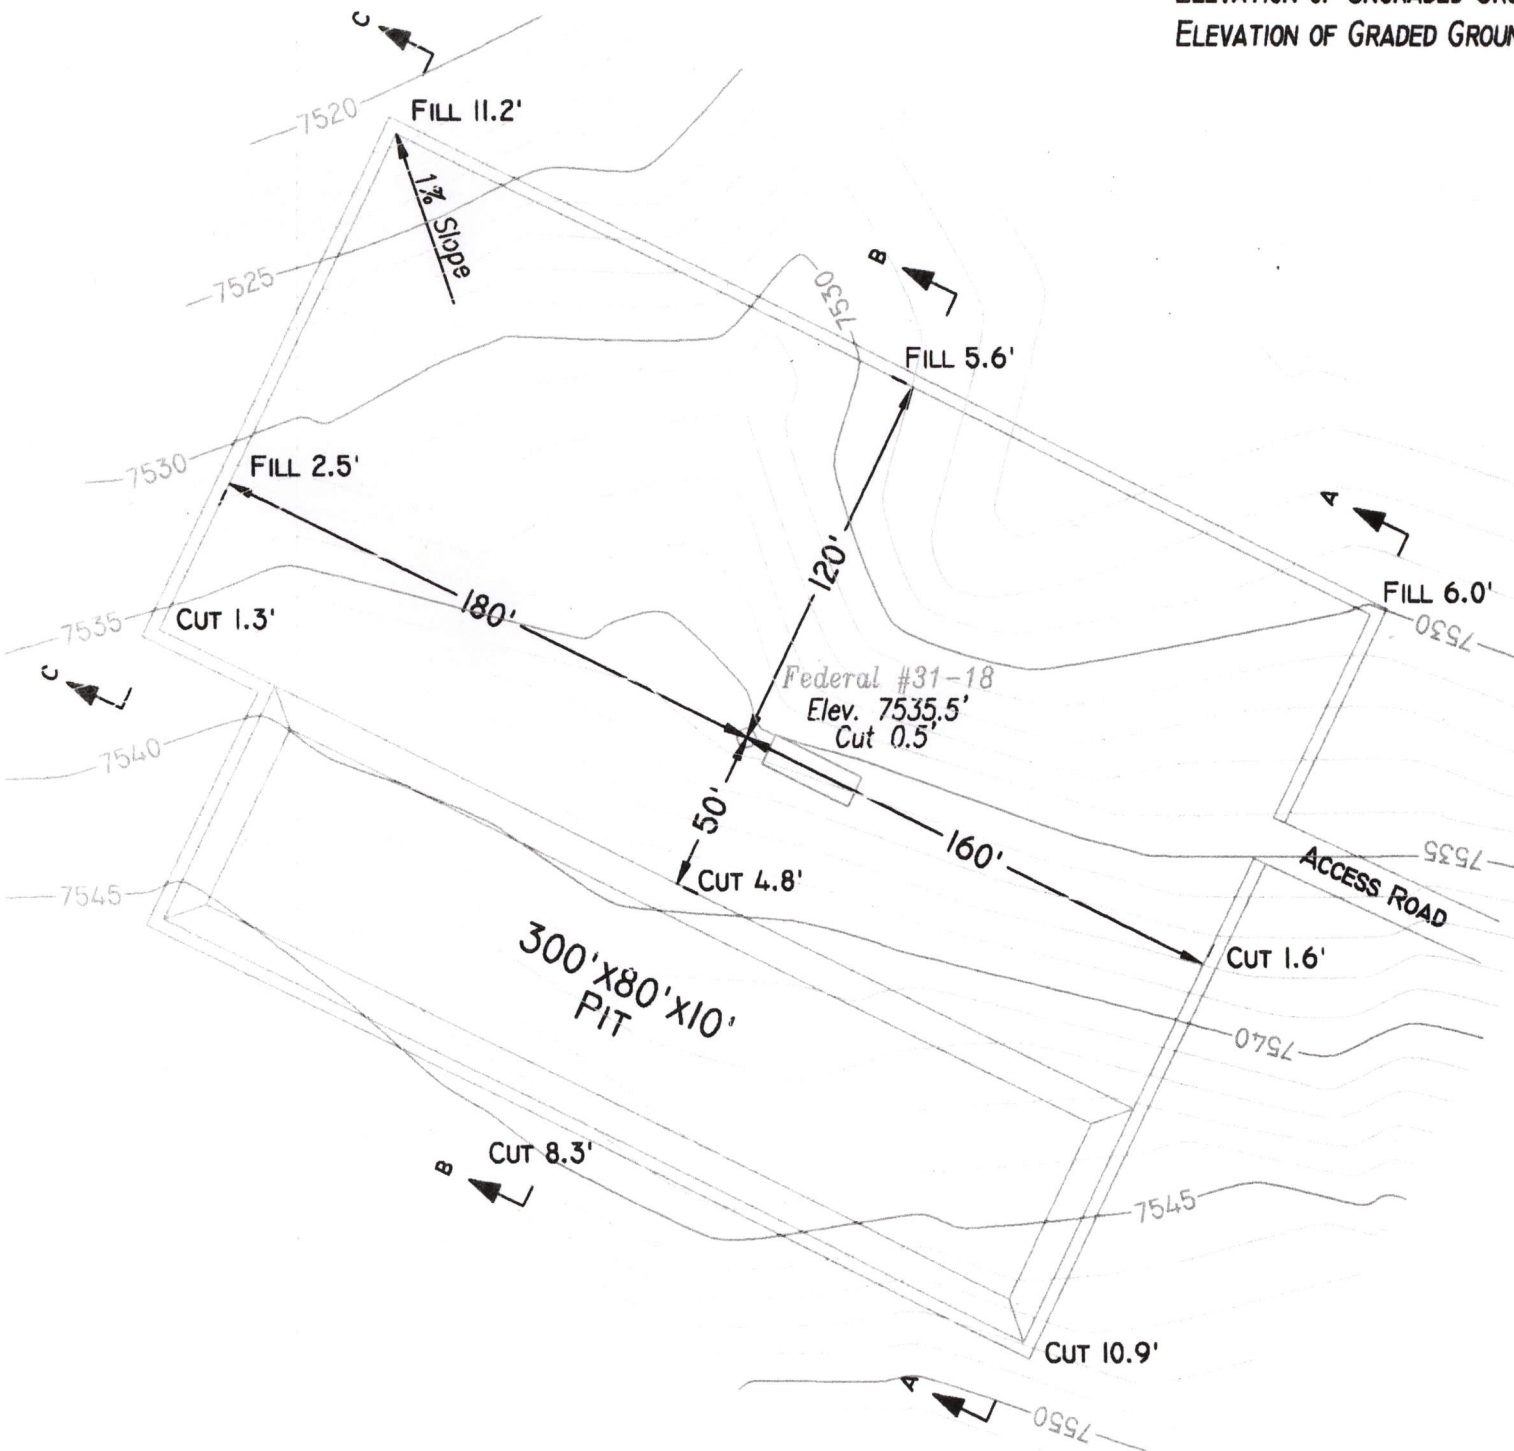 ELEVATION OF GRADED GROUN
C
7520
FILL 11.2'
1% Slope
7525
B
7530
FILL 5.6'
7530
FILL 2.5'
A
120'
FILL 6.0'
7530
180'
CUT 1.3'
7535
C
Federal #31-18
Elev. 7535.5'
Cut 0.5'
7540
50'
160'
7535
ACCESS ROAD
CUT 4.8'
7545
CUT 1.6'
300'X80'X10'
PIT
7540
CUT 8.3'
B
7545
CUT 10.9'
A
7550